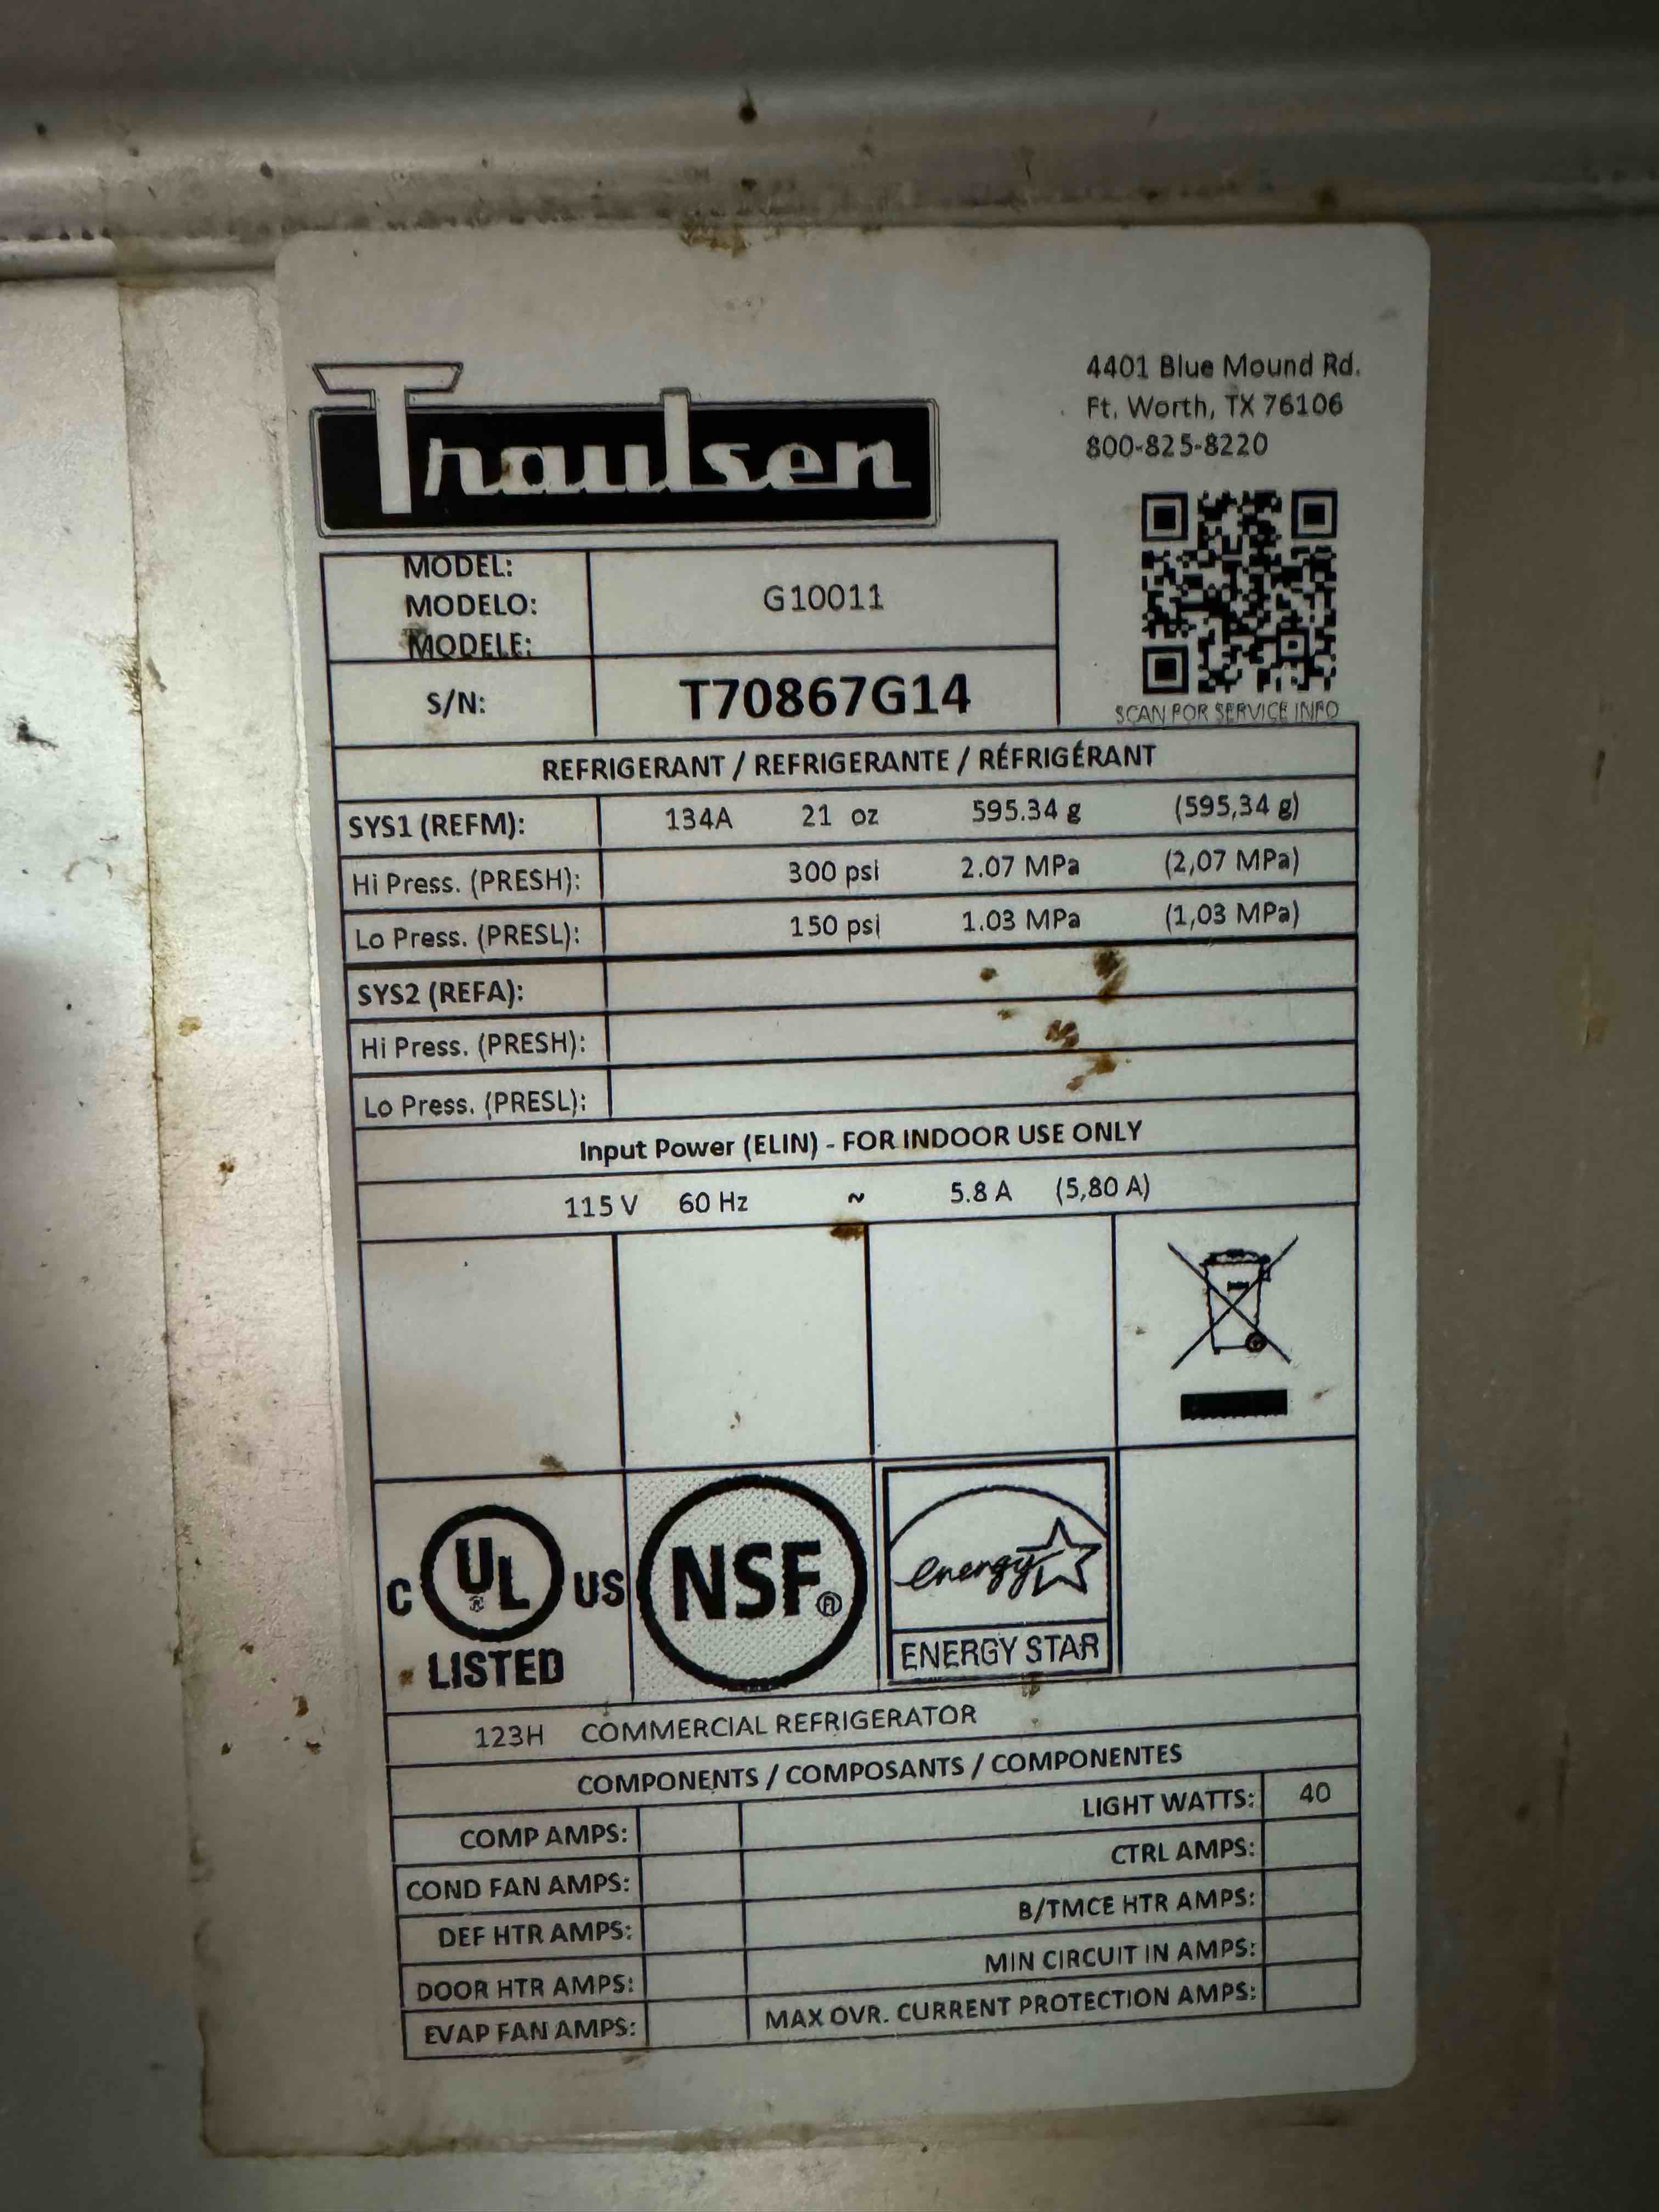 Traulsen
4401 Blue Mound Rd.
Ft. Worth, TX 76106
800-825-8220
MODEL:
MODELO:
MODELE:
G10011
S/N:
T70867G14
SCAN FOR SERVICE INFO
REFRIGERANT / REFRIGERANTE / RÉFRIGÉRANT
SYS1 (REFM): 134A 21 oz 595.34 g (595,34 g)
Hi Press. (PRESH): 300 psi 2.07 MPa (2,07 MPa)
Lo Press. (PRESL): 150 psi 1.03 MPa (1,03 MPa)
SYS2 (REFA):
Hi Press. (PRESH):
Lo Press. (PRESL):
Input Power (ELIN) - FOR INDOOR USE ONLY
115 V 60 Hz ~ 5.8 A (5,80 A)
C UL US
LISTED
NSF®
energy
ENERGY STAR
123H COMMERCIAL REFRIGERATOR
COMPONENTS / COMPOSANTS / COMPONENTES
COMP AMPS: LIGHT WATTS: 40
COND FAN AMPS: CTRL AMPS:
DEF HTR AMPS: B/TMCE HTR AMPS:
DOOR HTR AMPS: MIN CIRCUIT IN AMPS:
EVAP FAN AMPS: MAX OVR. CURRENT PROTECTION AMPS: